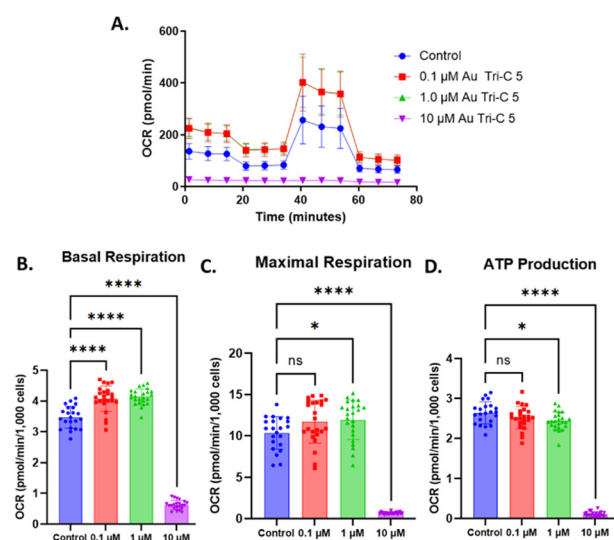 A.
600
400
200
0
OCR (pmol/min)
0 20 40 60 80
Time (minutes)
Control
0.1 μM Au Tri-C 5
1.0 μM Au Tri-C 5
10 μM Au Tri-C 5
B.
Basal Respiration
****
****
****
5
4
3
2
1
0
OCR (pmol/min/1,000 cells)
Control 0.1 μM 1 μM 10 μM
C.
Maximal Respiration
****
*
ns
20
15
10
5
0
OCR (pmol/min/1,000 cells)
Control 0.1 μM 1 μM 10 μM
D.
ATP Production
****
*
ns
4
3
2
1
0
OCR (pmol/min/1,000 cells)
Control 0.1 μM 1 μM 10 μM